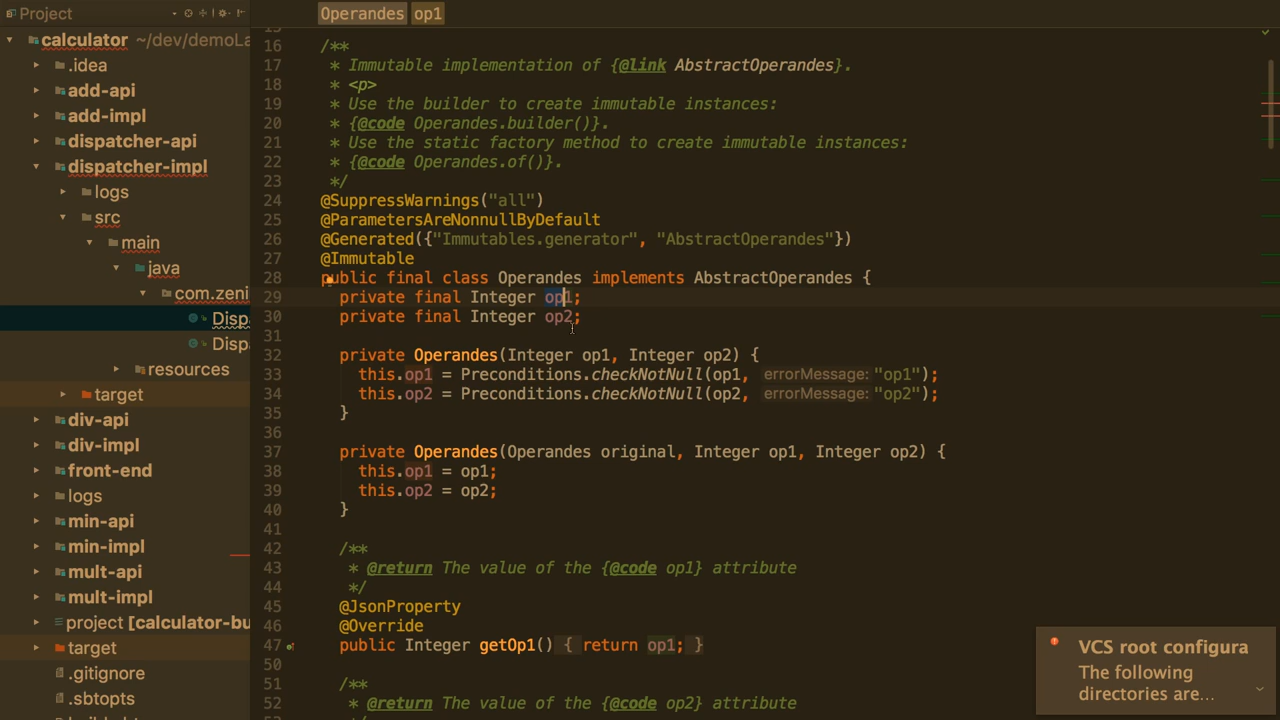 Project
Operandes op1
calculator ~/dev/demoLa
.idea
add-api
add-impl
dispatcher-api
dispatcher-impl
logs
src
main
java
com.zeni
Disp
Disp
resources
target
div-api
div-impl
front-end
logs
min-api
min-impl
mult-api
mult-impl
project [calculator-bu
target
.gitignore
.sbtopts
15
16 /**
17 * Immutable implementation of {@link AbstractOperandes}.
18 * <p>
19 * Use the builder to create immutable instances:
20 * {@code Operandes.builder()}.
21 * Use the static factory method to create immutable instances:
22 * {@code Operandes.of()}.
23 */
24 @SuppressWarnings("all")
25 @ParametersAreNonnullByDefault
26 @Generated({"Immutables.generator", "AbstractOperandes"})
27 @Immutable
28 public final class Operandes implements AbstractOperandes {
29 private final Integer op1;
30 private final Integer op2;
31
32 private Operandes(Integer op1, Integer op2) {
33 this.op1 = Preconditions.checkNotNull(op1, errorMessage: "op1");
34 this.op2 = Preconditions.checkNotNull(op2, errorMessage: "op2");
35 }
36
37 private Operandes(Operandes original, Integer op1, Integer op2) {
38 this.op1 = op1;
39 this.op2 = op2;
40 }
41
42 /**
43 * @return The value of the {@code op1} attribute
44 */
45 @JsonProperty
46 @Override
47 public Integer getOp1() { return op1; }
50
51 /**
52 * @return The value of the {@code op2} attribute
VCS root configura
The following
directories are...